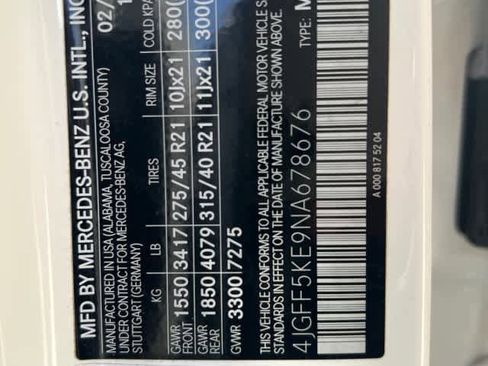 MFD BY MERCEDES-BENZ U.S. INTL., INC
02/
MANUFACTURED IN USA (ALABAMA, TUSCALOOSA COUNTY)
UNDER CONTRACT FOR MERCEDES-BENZ AG,
STUTTGART (GERMANY)
KG LB TIRES RIM SIZE COLD KPA
GAWR FRONT 1550 3417 275/45 R21 10Jx21 280(
GAWR REAR 1850 4079 315/40 R21 11Jx21 300(
GVWR 3300 7275
THIS VEHICLE CONFORMS TO ALL APPLICABLE FEDERAL MOTOR VEHICLE S
STANDARDS IN EFFECT ON THE DATE OF MANUFACTURE SHOWN ABOVE.
4JGFF5KE9NA678676
TYPE: M
A 000 817 52 04